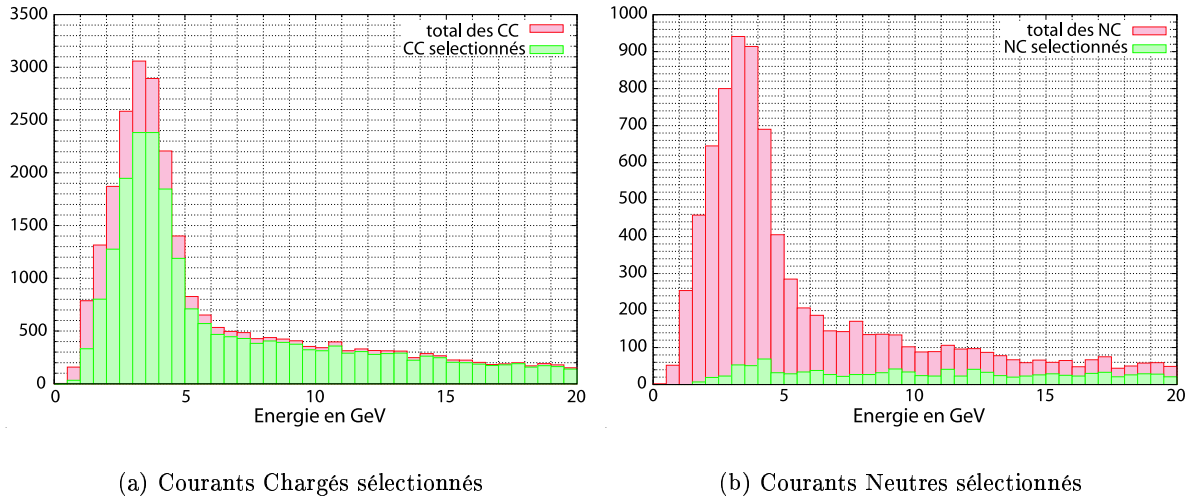 total des CC
CC selectionnés
3500
3000
2500
2000
1500
1000
500
0
0 5 10 15 20
Energie en GeV
total des NC
NC selectionnés
1000
900
800
700
600
500
400
300
200
100
0
0 5 10 15 20
Energie en GeV
(a) Courants Chargés sélectionnés
(b) Courants Neutres sélectionnés